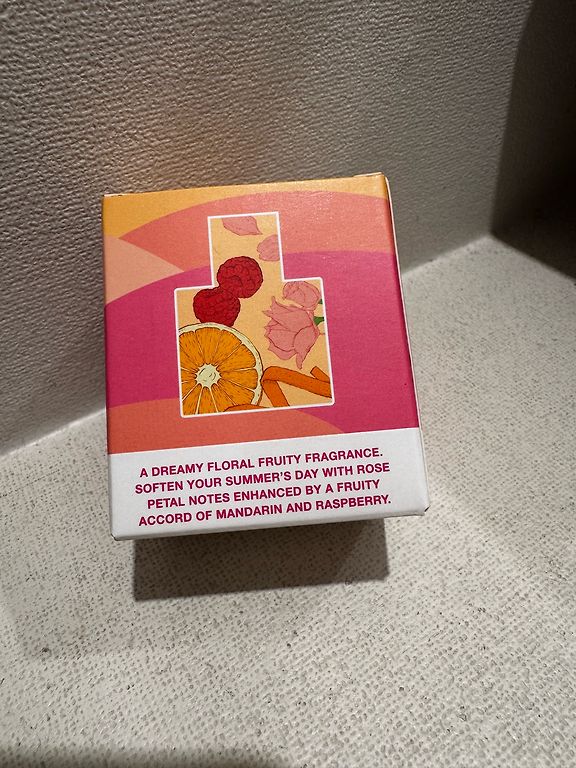 A DREAMY FLORAL FRUITY FRAGRANCE.
SOFTEN YOUR SUMMER'S DAY WITH ROSE
PETAL NOTES ENHANCED BY A FRUITY
ACCORD OF MANDARIN AND RASPBERRY.